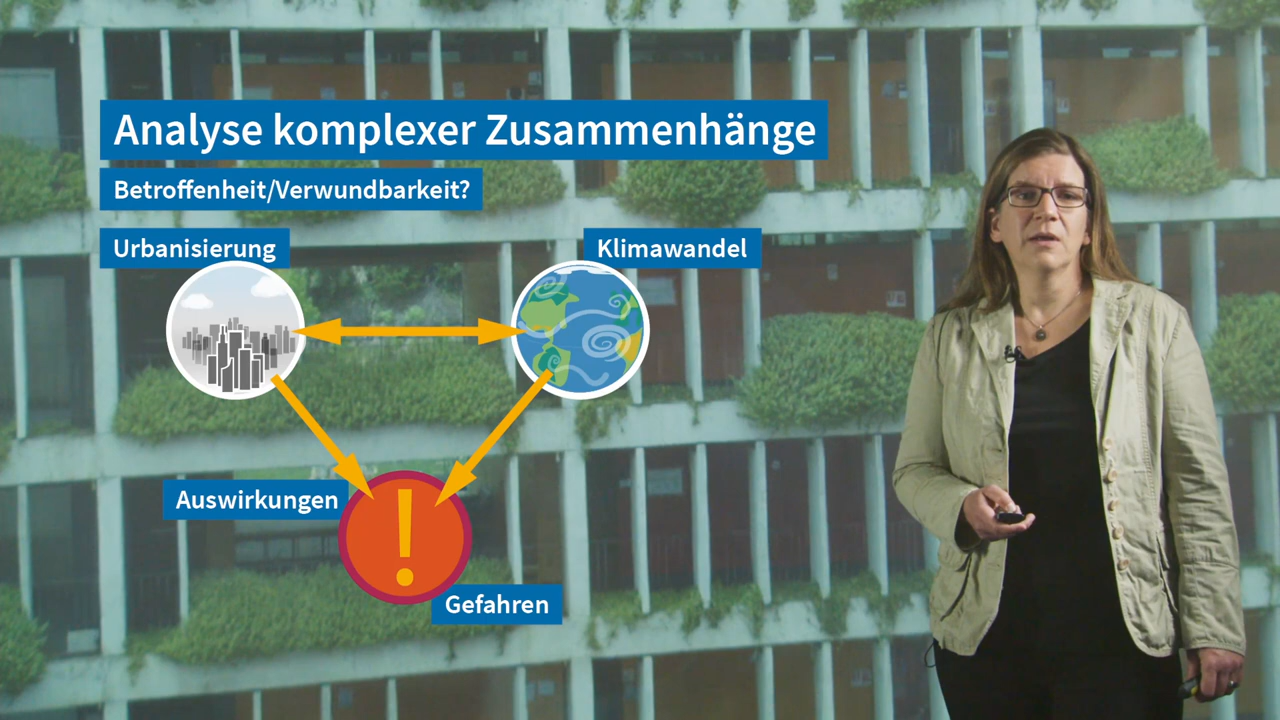 Analyse komplexer Zusammenhänge
Betroffenheit/Verwundbarkeit?
Urbanisierung
Klimawandel
Auswirkungen
!
Gefahren